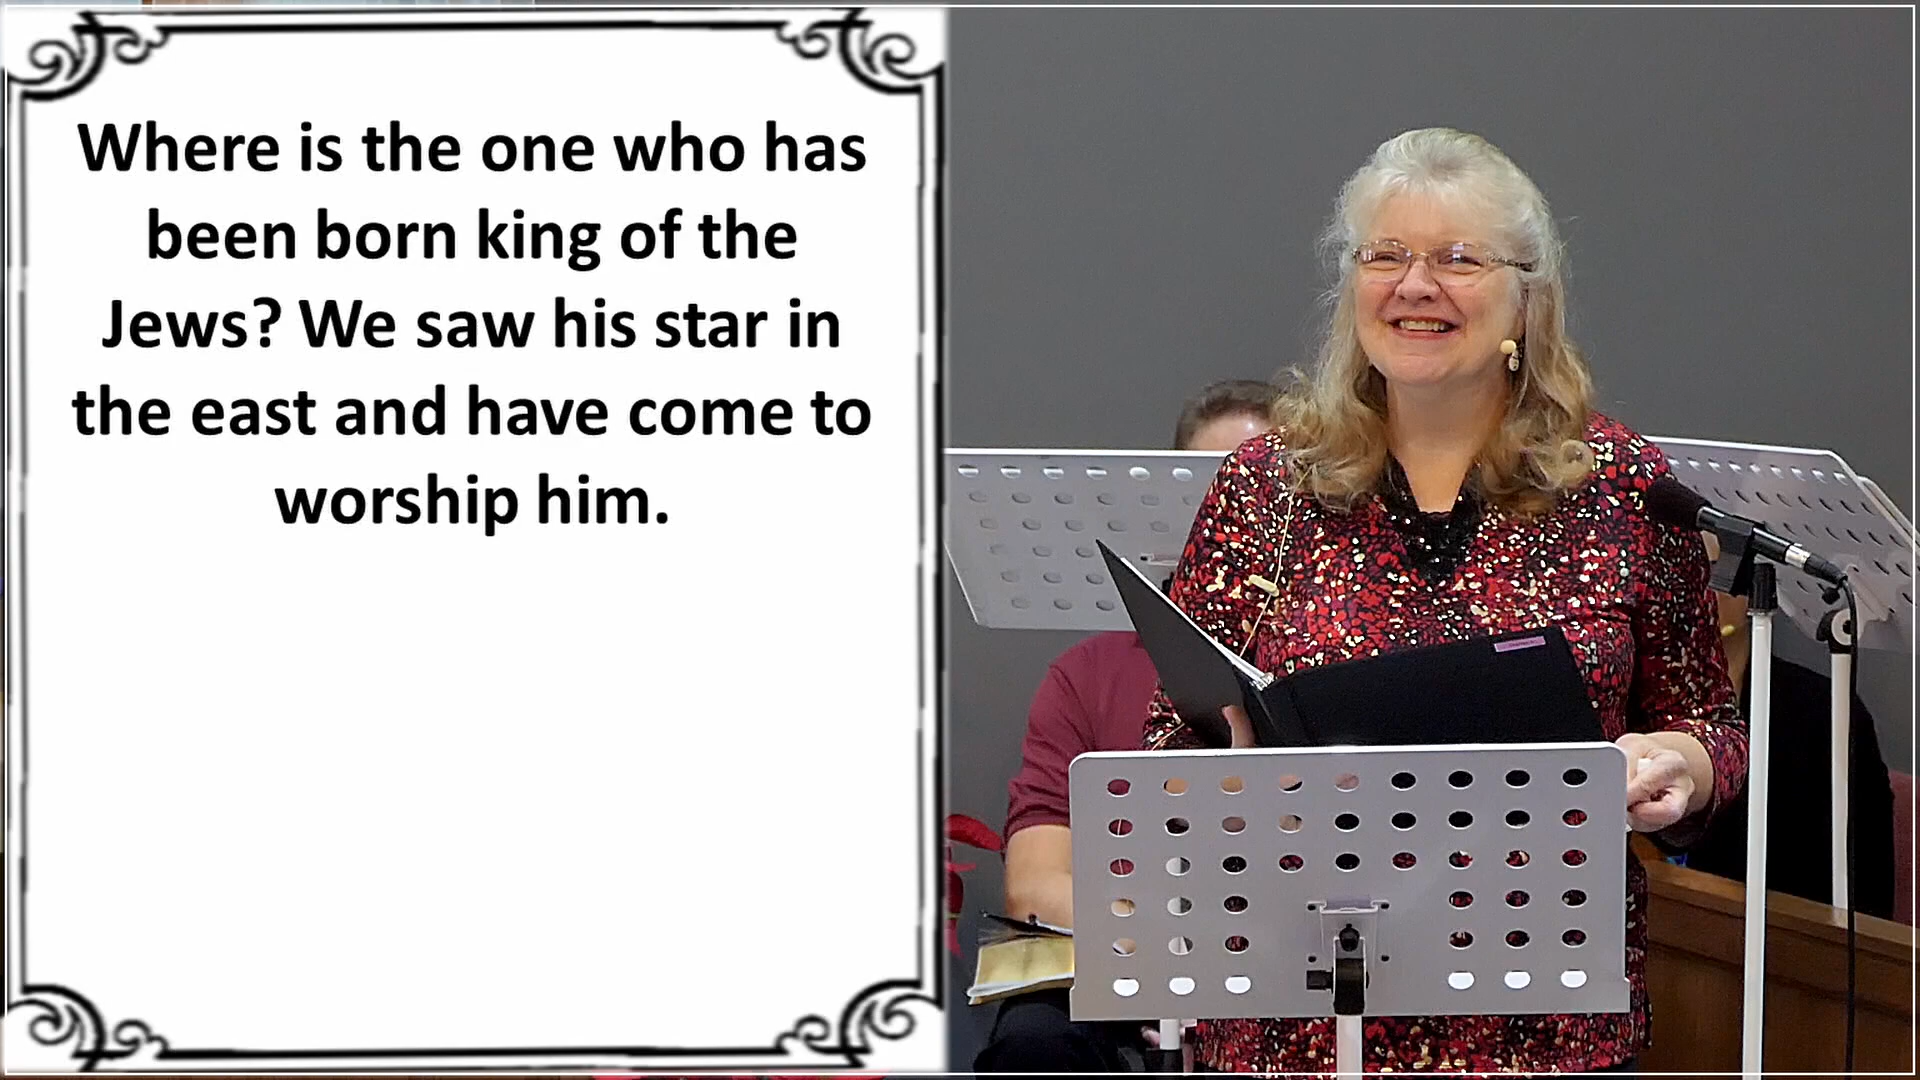 Where is the one who has
been born king of the
Jews? We saw his star in
the east and have come to
worship him.